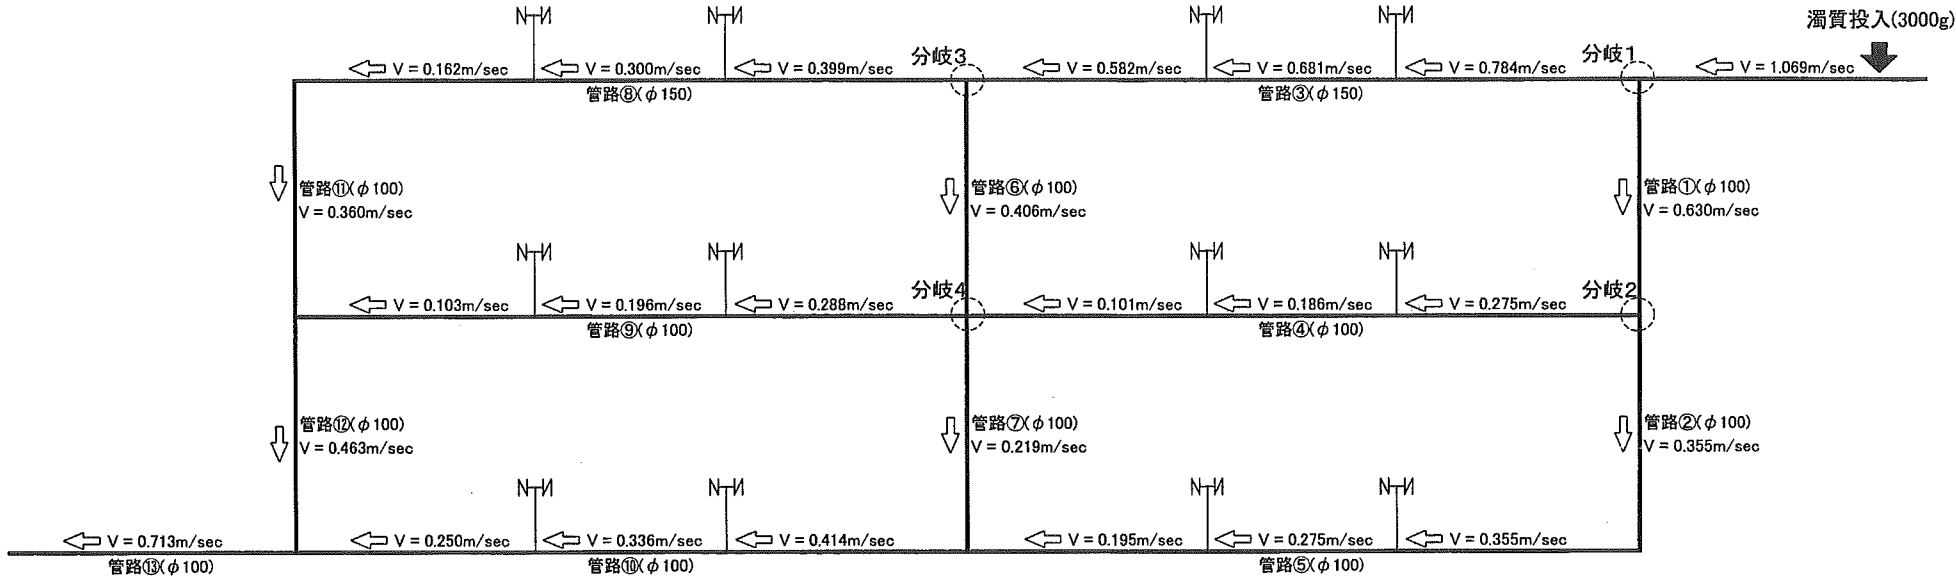 濁質投入(3000g)
分岐3
分岐1
V = 0.162m/sec
V = 0.300m/sec
V = 0.399m/sec
V = 0.582m/sec
V = 0.681m/sec
V = 0.784m/sec
V = 1.069m/sec
管路⑧(φ150)
管路③(φ150)
管路⑪(φ100)
V = 0.360m/sec
管路⑥(φ100)
V = 0.406m/sec
管路①(φ100)
V = 0.630m/sec
分岐4
分岐2
V = 0.103m/sec
V = 0.196m/sec
V = 0.288m/sec
V = 0.101m/sec
V = 0.186m/sec
V = 0.275m/sec
管路⑨(φ100)
管路④(φ100)
管路⑫(φ100)
V = 0.463m/sec
管路⑦(φ100)
V = 0.219m/sec
管路②(φ100)
V = 0.355m/sec
V = 0.713m/sec
V = 0.250m/sec
V = 0.336m/sec
V = 0.414m/sec
V = 0.195m/sec
V = 0.275m/sec
V = 0.355m/sec
管路⑬(φ100)
管路⑩(φ100)
管路⑤(φ100)